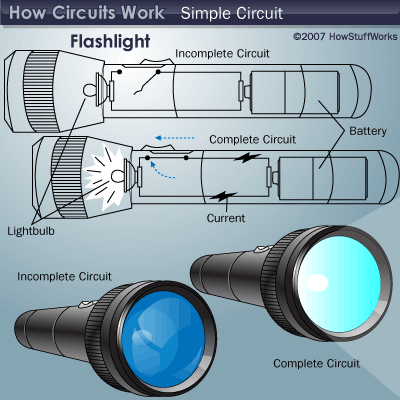 How Circuits Work Simple Circuit
©2007 HowStuffWorks
Flashlight
Incomplete Circuit
Complete Circuit
Battery
Current
Lightbulb
Incomplete Circuit
Complete Circuit